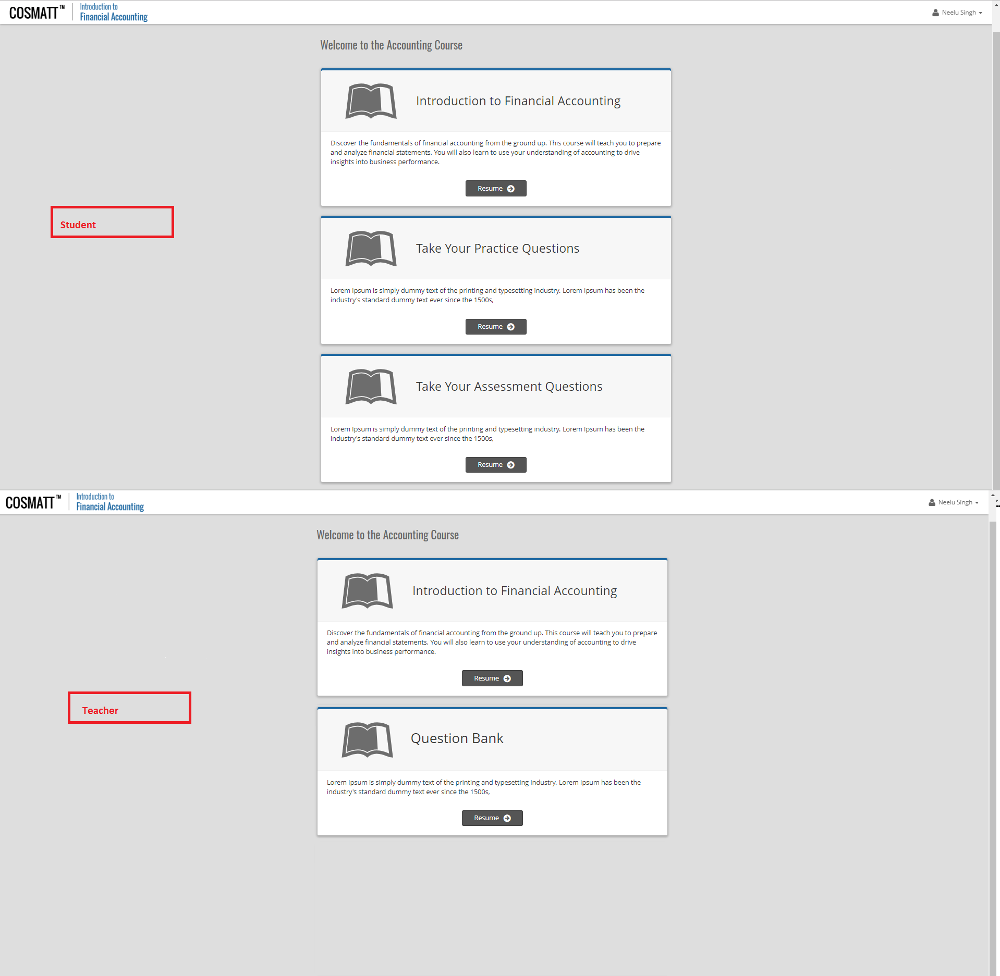 COSMATT™
Introduction to
Financial Accounting
Neelu Singh
Welcome to the Accounting Course
Introduction to Financial Accounting
Discover the fundamentals of financial accounting from the ground up. This course will teach you to prepare
and analyze financial statements. You will also learn to use your understanding of accounting to drive
insights into business performance.
Resume
Student
Take Your Practice Questions
Lorem Ipsum is simply dummy text of the printing and typesetting industry. Lorem Ipsum has been the
industry's standard dummy text ever since the 1500s,
Resume
Take Your Assessment Questions
Lorem Ipsum is simply dummy text of the printing and typesetting industry. Lorem Ipsum has been the
industry's standard dummy text ever since the 1500s,
Resume
COSMATT™
Introduction to
Financial Accounting
Neelu Singh
Welcome to the Accounting Course
Introduction to Financial Accounting
Discover the fundamentals of financial accounting from the ground up. This course will teach you to prepare
and analyze financial statements. You will also learn to use your understanding of accounting to drive
insights into business performance.
Resume
Teacher
Question Bank
Lorem Ipsum is simply dummy text of the printing and typesetting industry. Lorem Ipsum has been the
industry's standard dummy text ever since the 1500s,
Resume